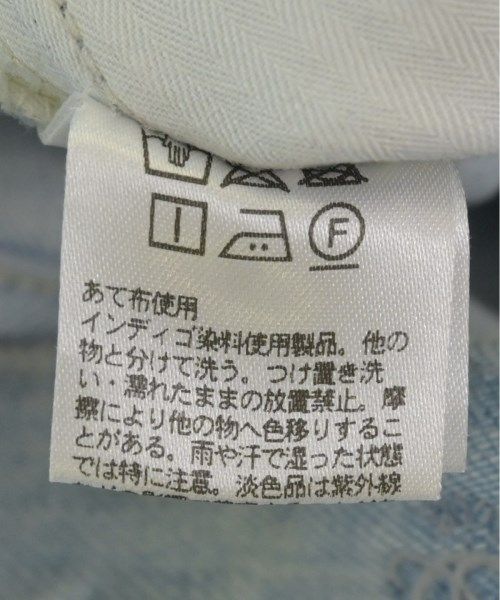 F
あて布使用
インディゴ染料使用製品。他の
物と分けて洗う。つけ置き洗
い・濡れたままの放置禁止。摩
擦により他の物へ色移りするこ
とがある。雨や汗で湿った状態
では特に注意。淡色品は紫外線